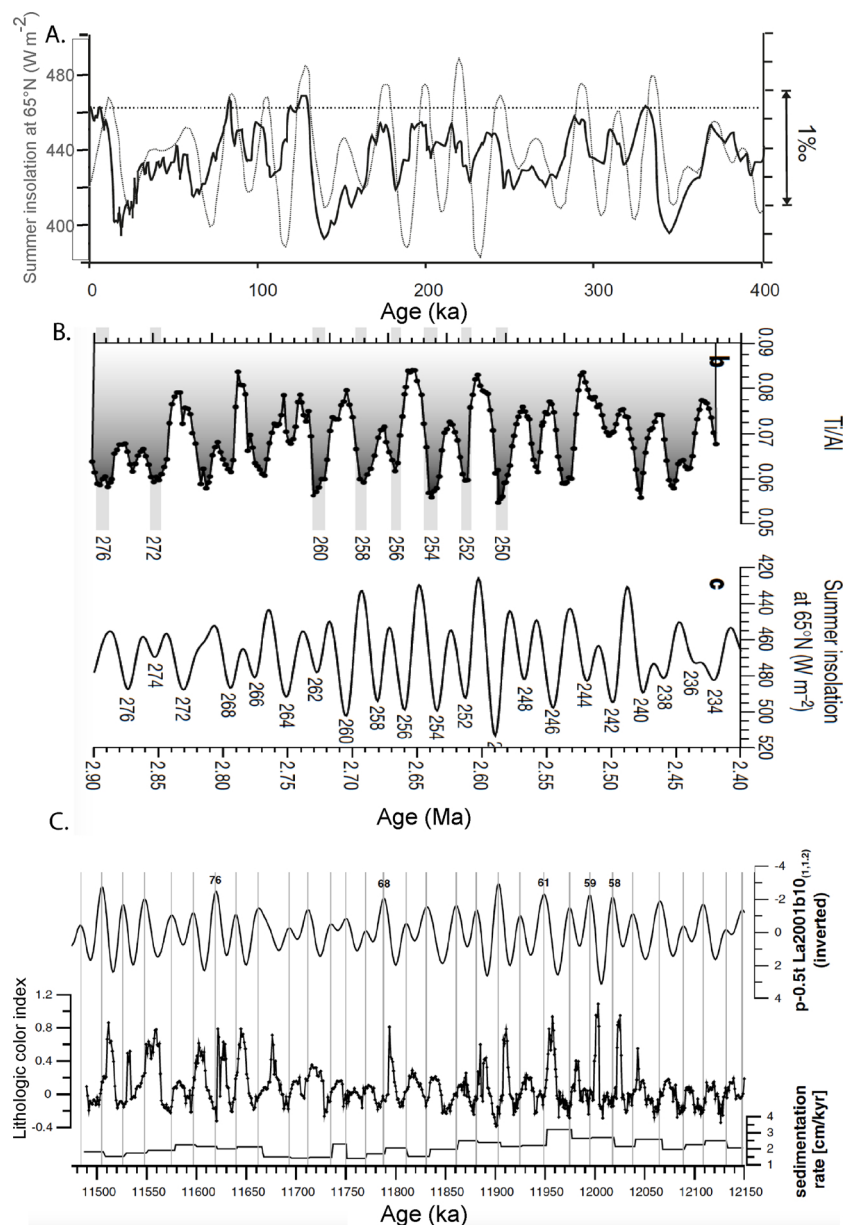 A.
Summer insolation at 65°N (W m⁻²)
480
440
400
1‰
0 100 200 300 400
Age (ka)
B.
b
0.09
0.08
0.07
0.06
0.05
Ti/Al
276 272 260 258 256 254 252 250
c
420
440
460
480
500
520
Summer insolation
at 65°N (W m⁻²)
276 274 272 268 266 264 262 260 258 256 254 252 248 246 244 242 240 238 236 234
2.90 2.85 2.80 2.75 2.70 2.65 2.60 2.55 2.50 2.45 2.40
Age (Ma)
C.
76 68 61 59 58
-4
-2
0
2
4
p-0.5t La2001b10(1,1.2)
(inverted)
1.2
0.8
0.4
0
-0.4
Lithologic color index
4
3
2
1
sedimentation
rate [cm/kyr]
11500 11550 11600 11650 11700 11750 11800 11850 11900 11950 12000 12050 12100 12150
Age (ka)